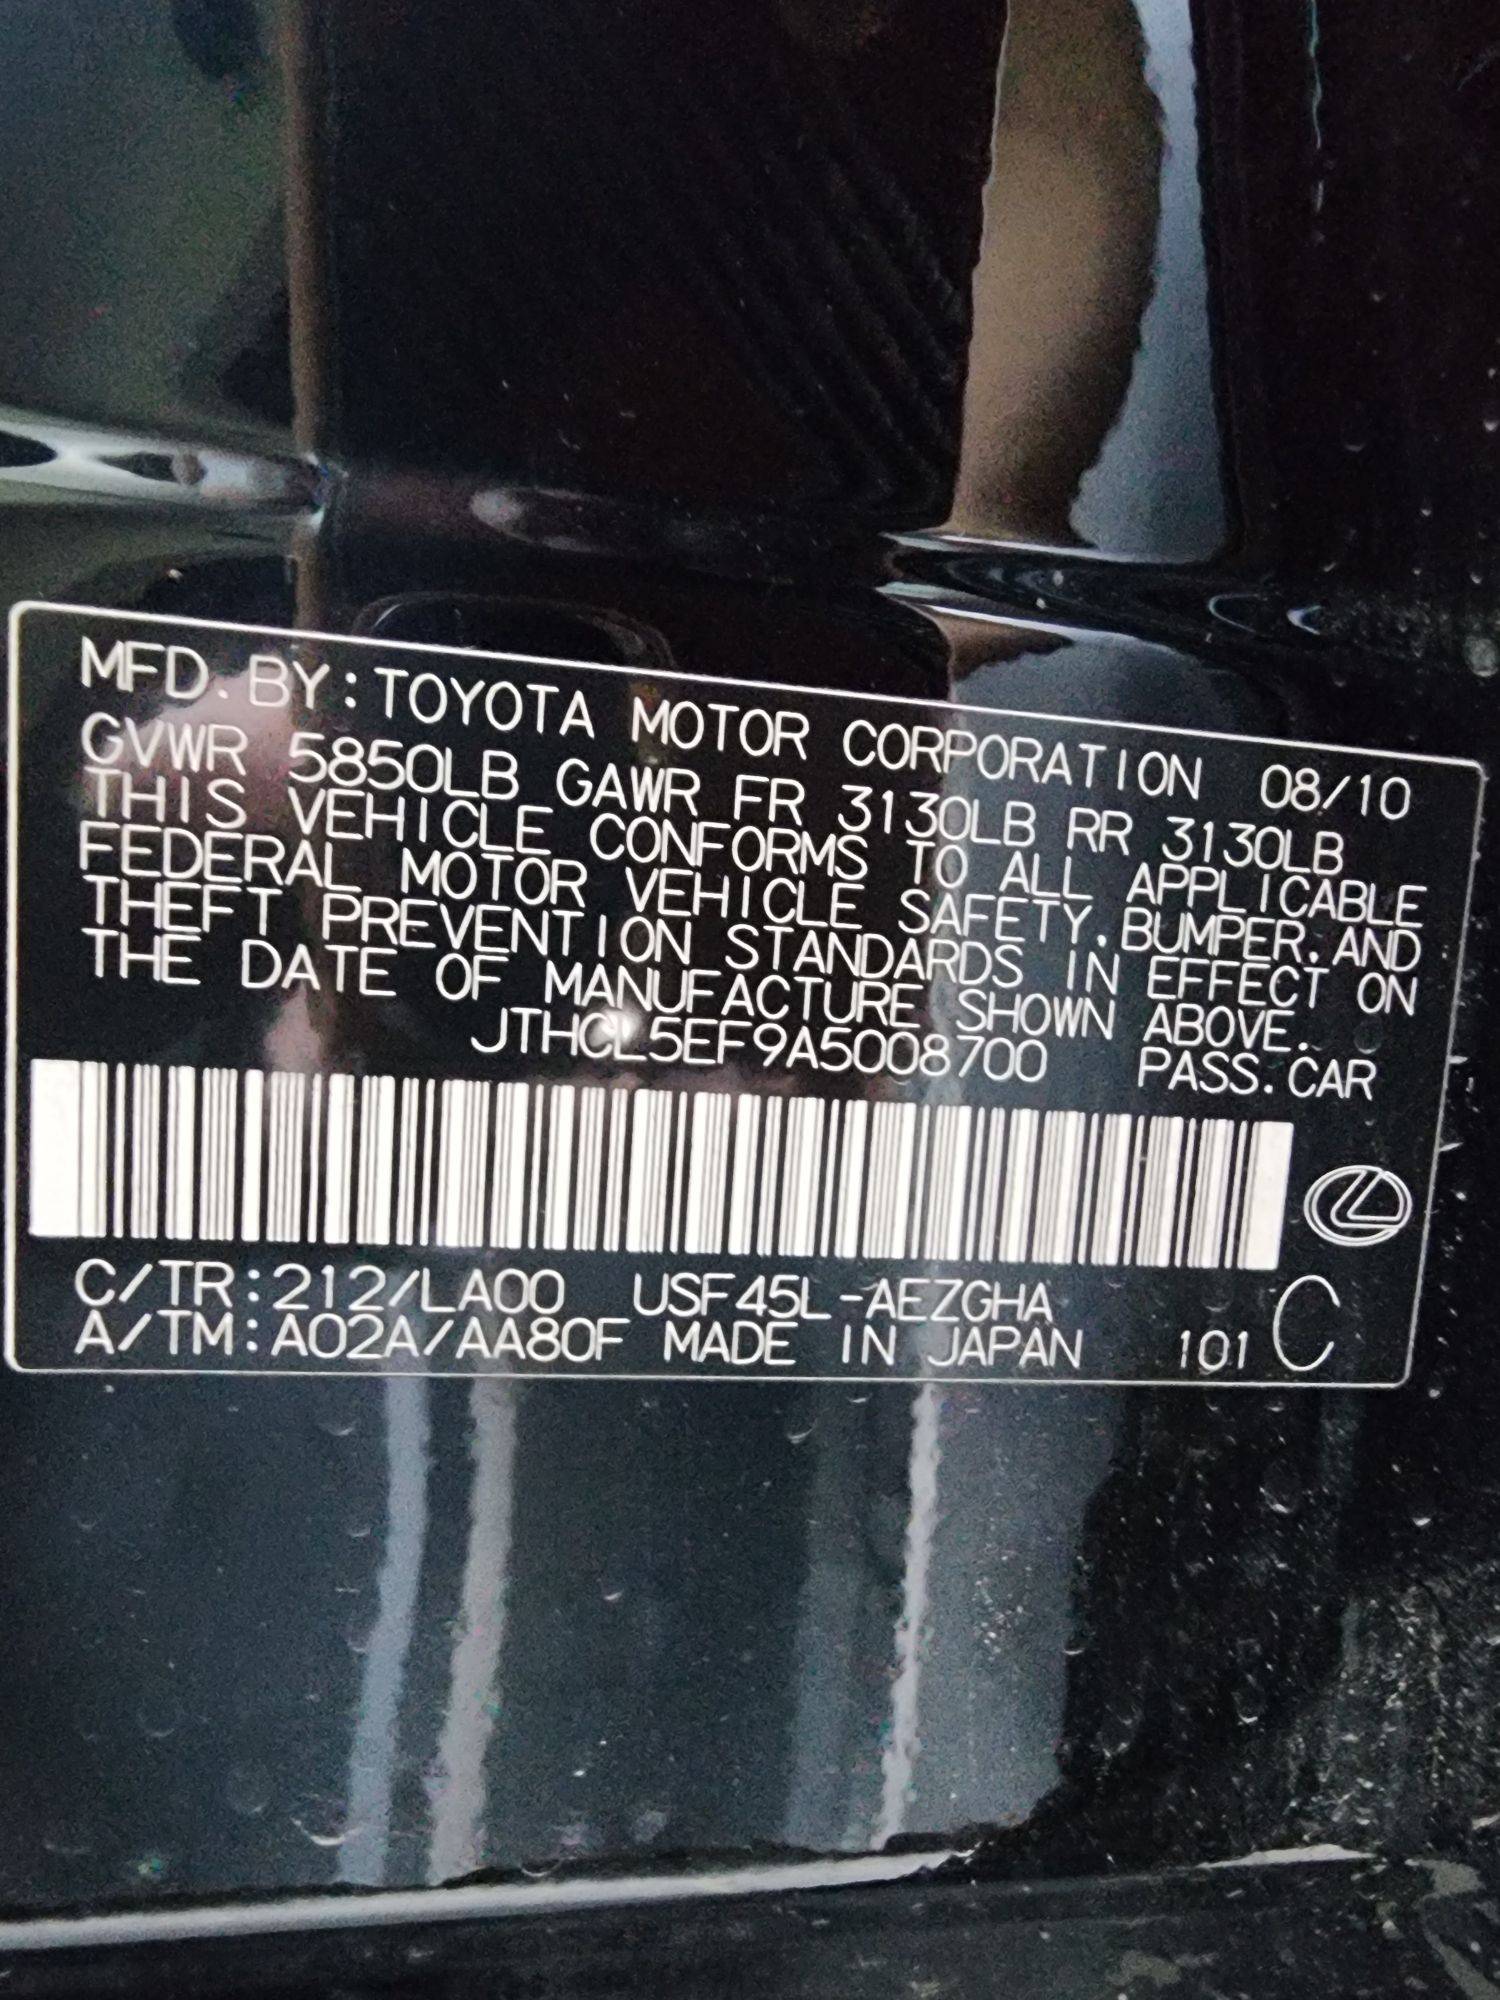 MFD. BY: TOYOTA MOTOR CORPORATION 08/10
GVWR 5850LB GAWR FR 3130LB RR 3130LB
THIS VEHICLE CONFORMS TO ALL APPLICABLE
FEDERAL MOTOR VEHICLE SAFETY, BUMPER, AND
THEFT PREVENTION STANDARDS IN EFFECT ON
THE DATE OF MANUFACTURE SHOWN ABOVE.
JTHCL5EF9A5008700 PASS. CAR
C/TR:212/LA00 USF45L-AEZGHA
A/TM:A02A/AA80F MADE IN JAPAN 101 C